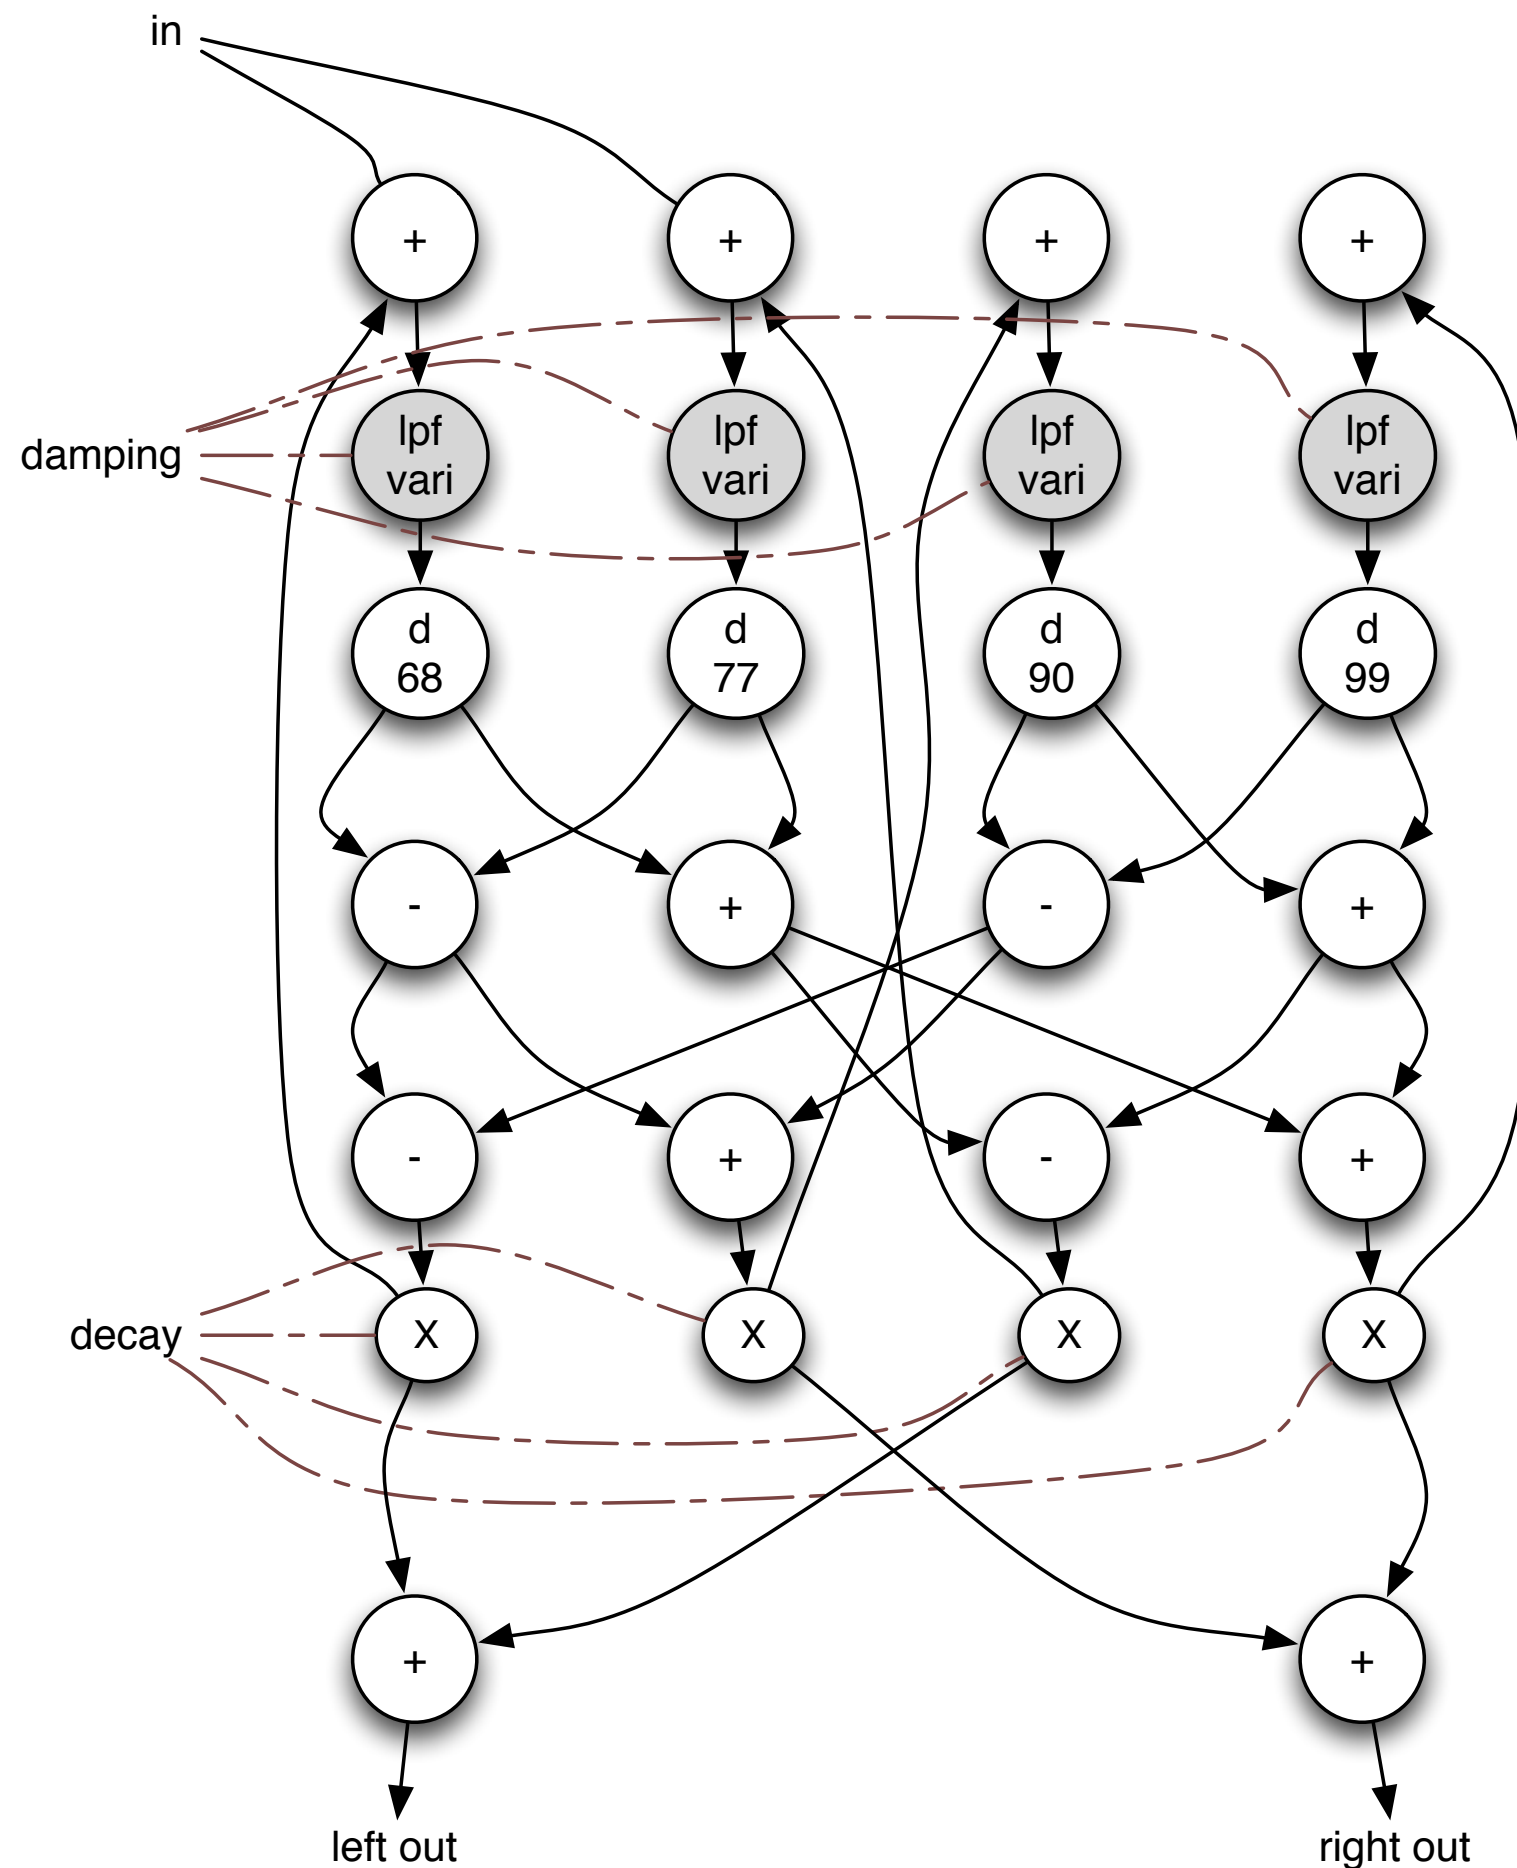 in
+ + + +
lpf lpf lpf lpf
damping
vari vari vari vari
d d d d
68 77 90 99
- + - +
- + - +
decay X X X X
+ +
left out right out